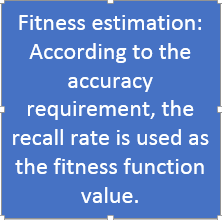 Fitness estimation:
According to the
accuracy
requirement, the
recall rate is used as
the fitness function
value.